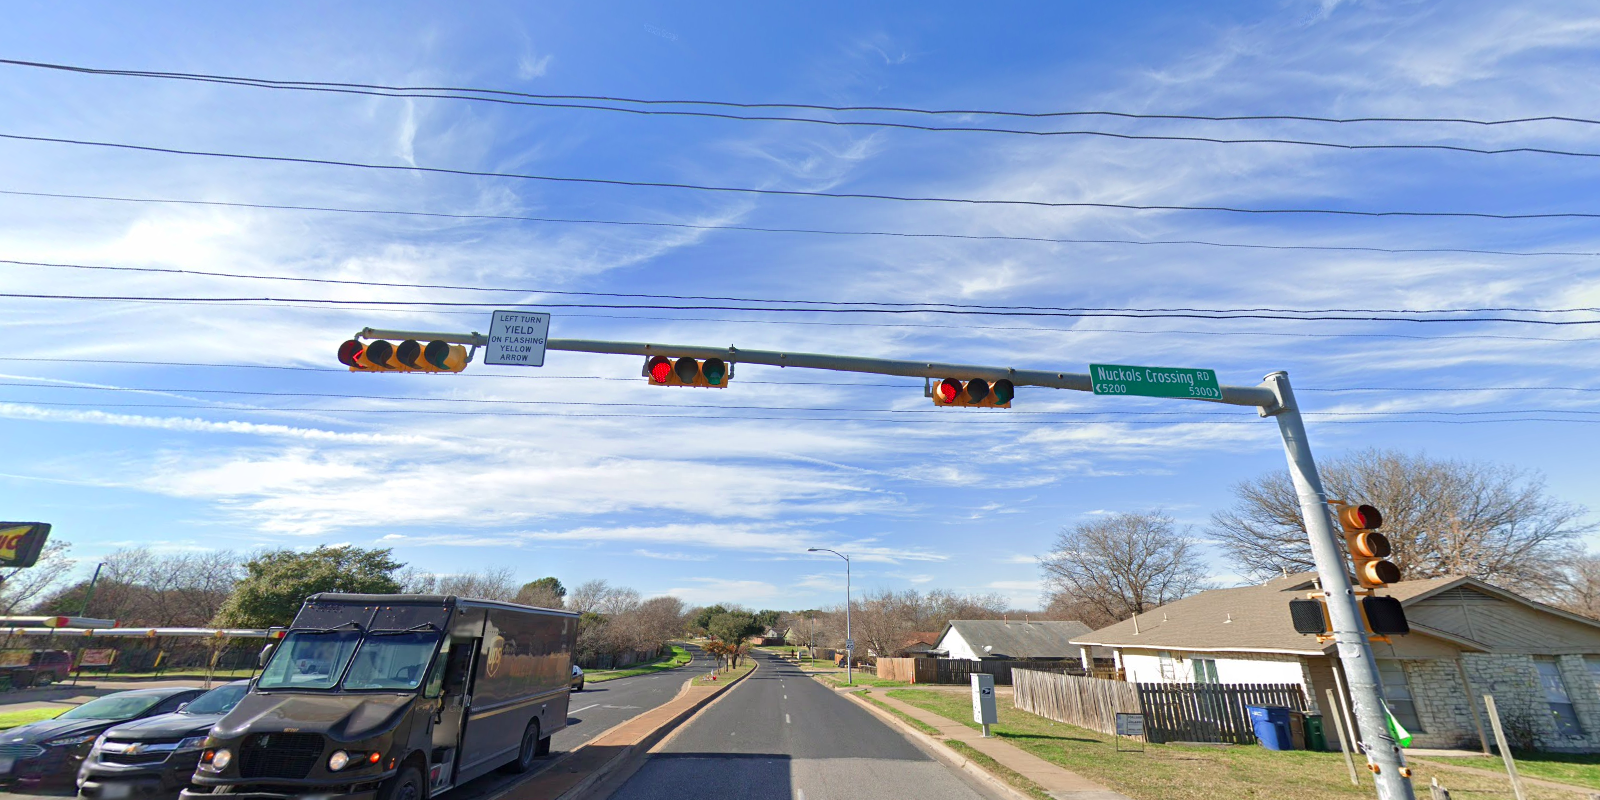 LEFT TURN
YIELD
ON FLASHING
YELLOW
ARROW
Nuckols Crossing RD
5200 5300